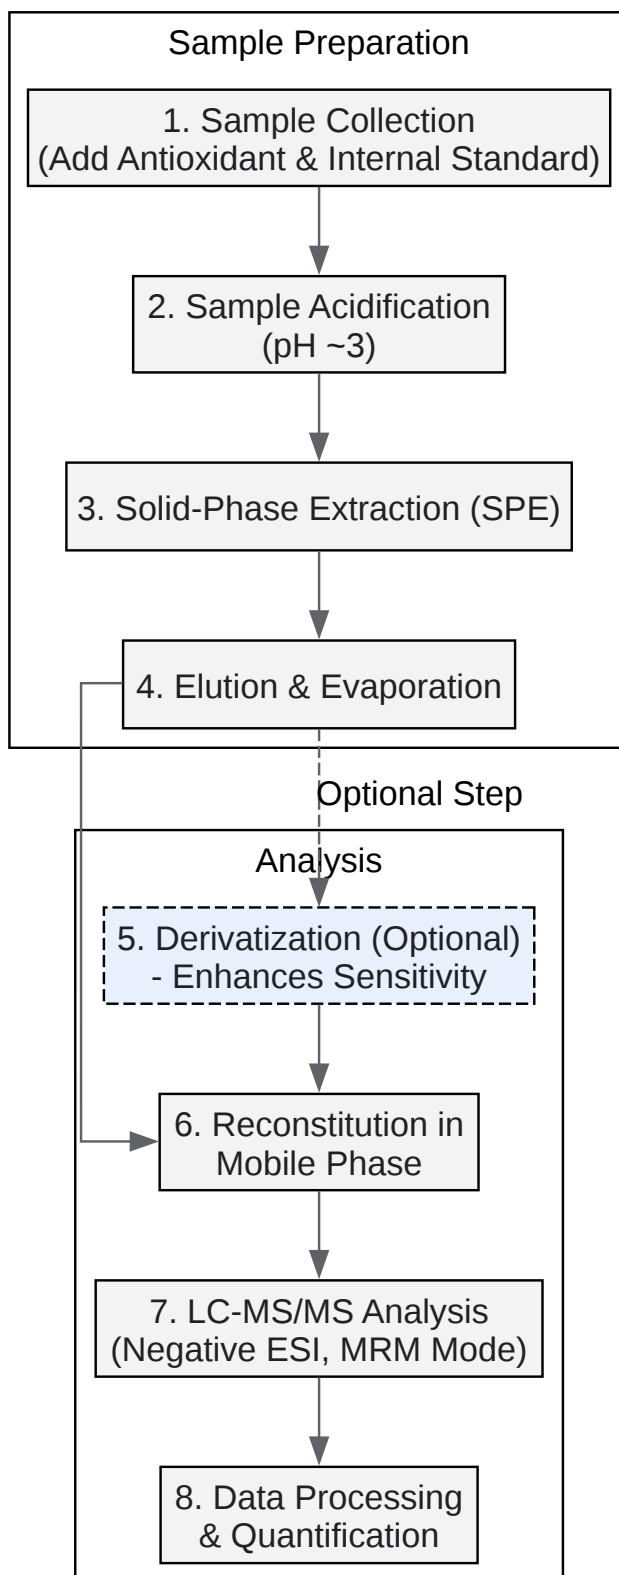 Sample Preparation
1. Sample Collection
(Add Antioxidant & Internal Standard)
2. Sample Acidification
(pH ~3)
3. Solid-Phase Extraction (SPE)
4. Elution & Evaporation
Optional Step
Analysis
5. Derivatization (Optional)
- Enhances Sensitivity
6. Reconstitution in
Mobile Phase
7. LC-MS/MS Analysis
(Negative ESI, MRM Mode)
8. Data Processing
& Quantification